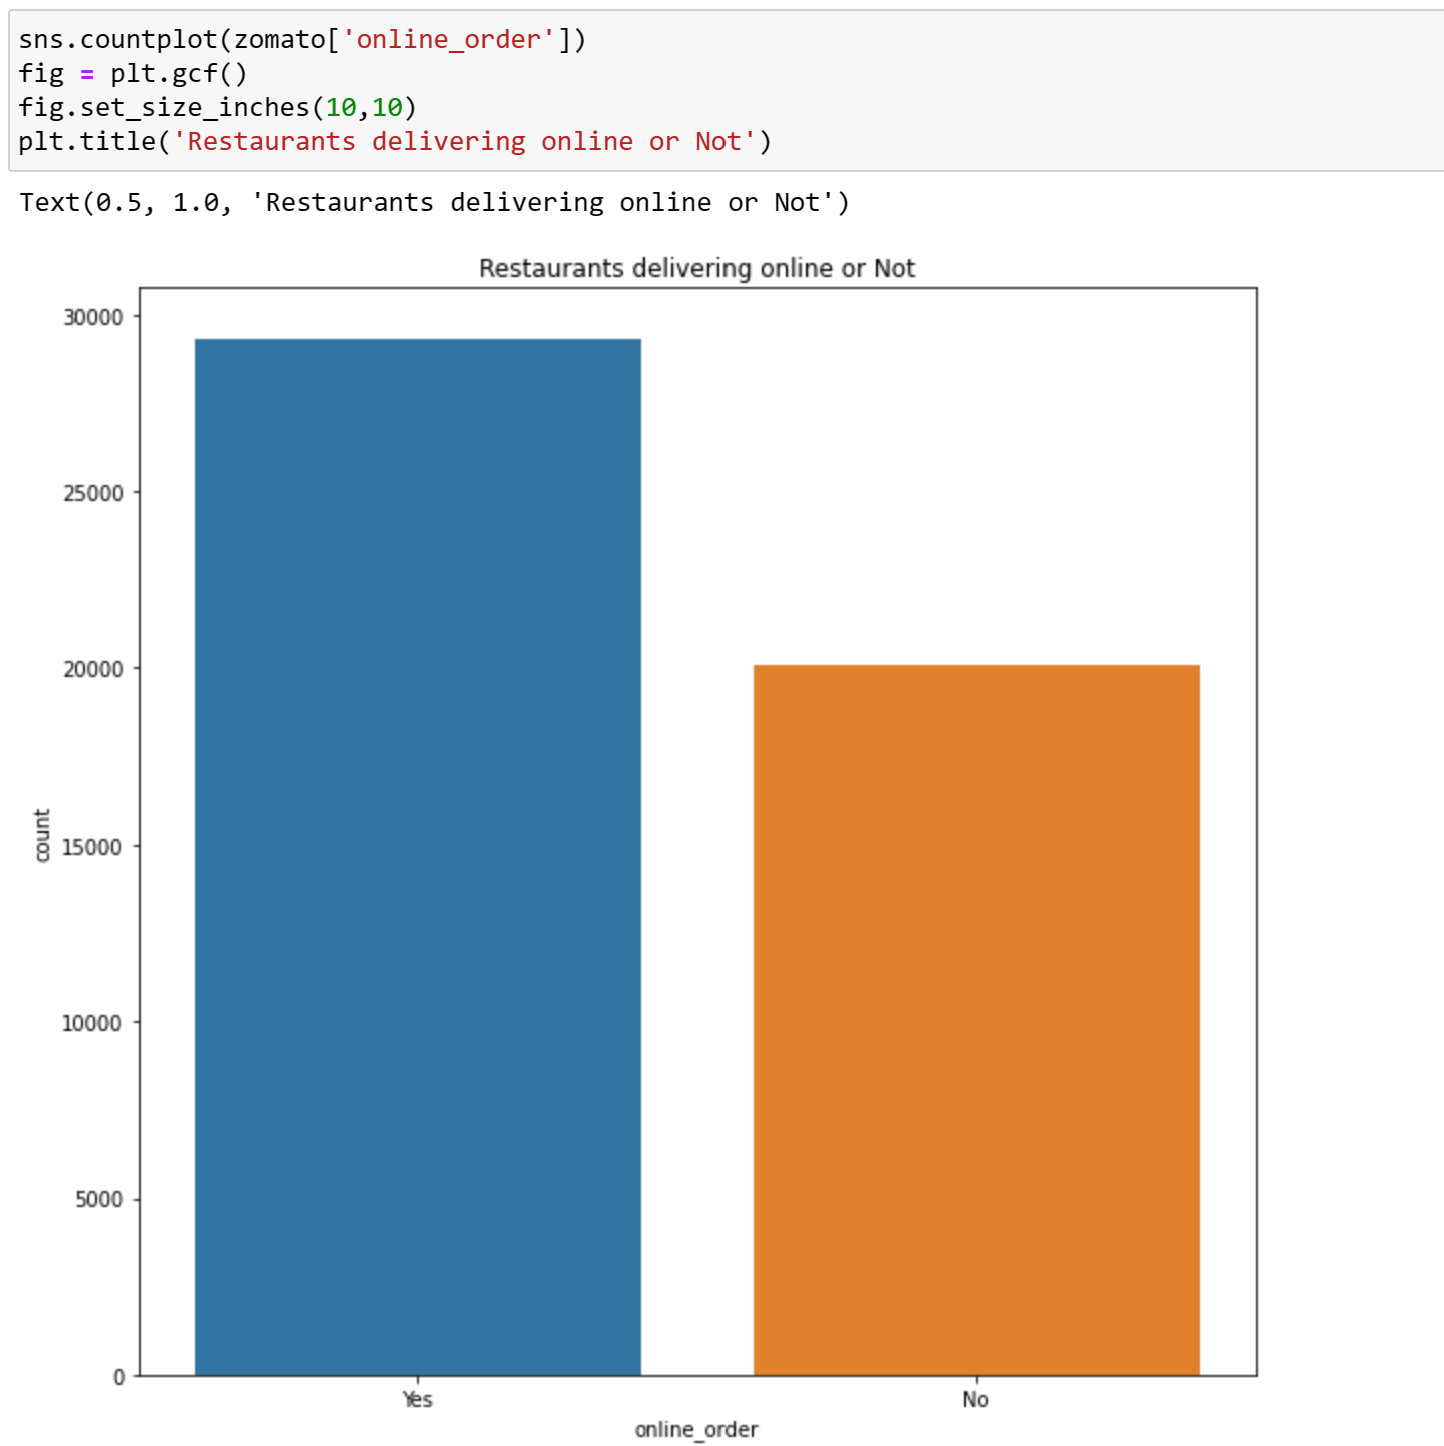 sns.countplot(zomato['online_order'])
fig = plt.gcf()
fig.set_size_inches(10,10)
plt.title('Restaurants delivering online or Not')
Text(0.5, 1.0, 'Restaurants delivering online or Not')
Restaurants delivering online or Not
30000
25000
20000
15000
10000
5000
0
count
Yes No
online_order